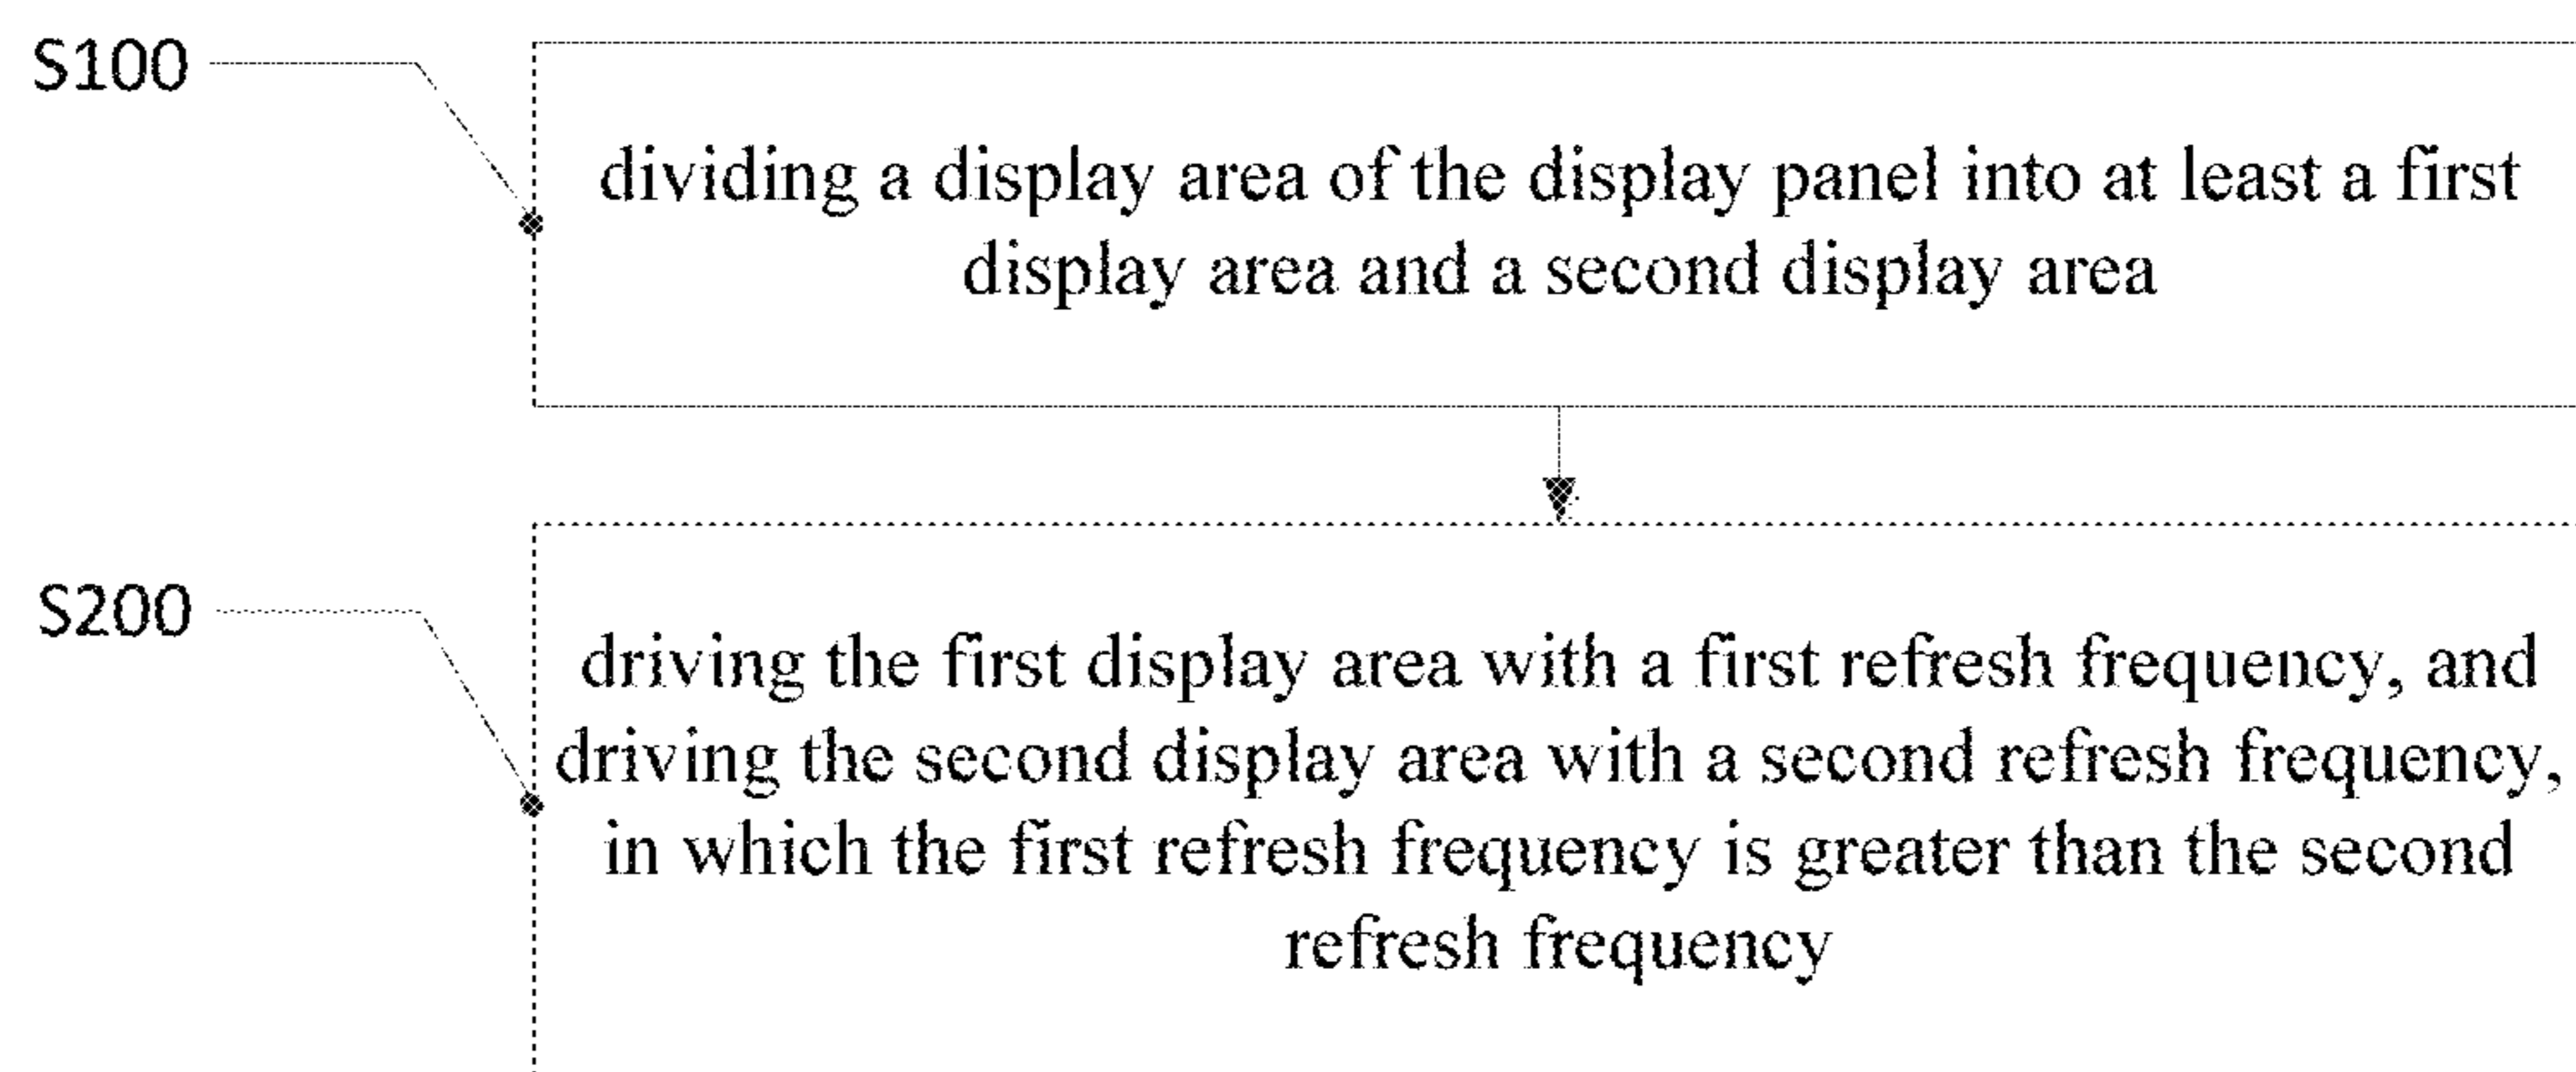 S100
dividing a display area of the display panel into at least a first
display area and a second display area
S200
driving the first display area with a first refresh frequency, and
driving the second display area with a second refresh frequency,
in which the first refresh frequency is greater than the second
refresh frequency